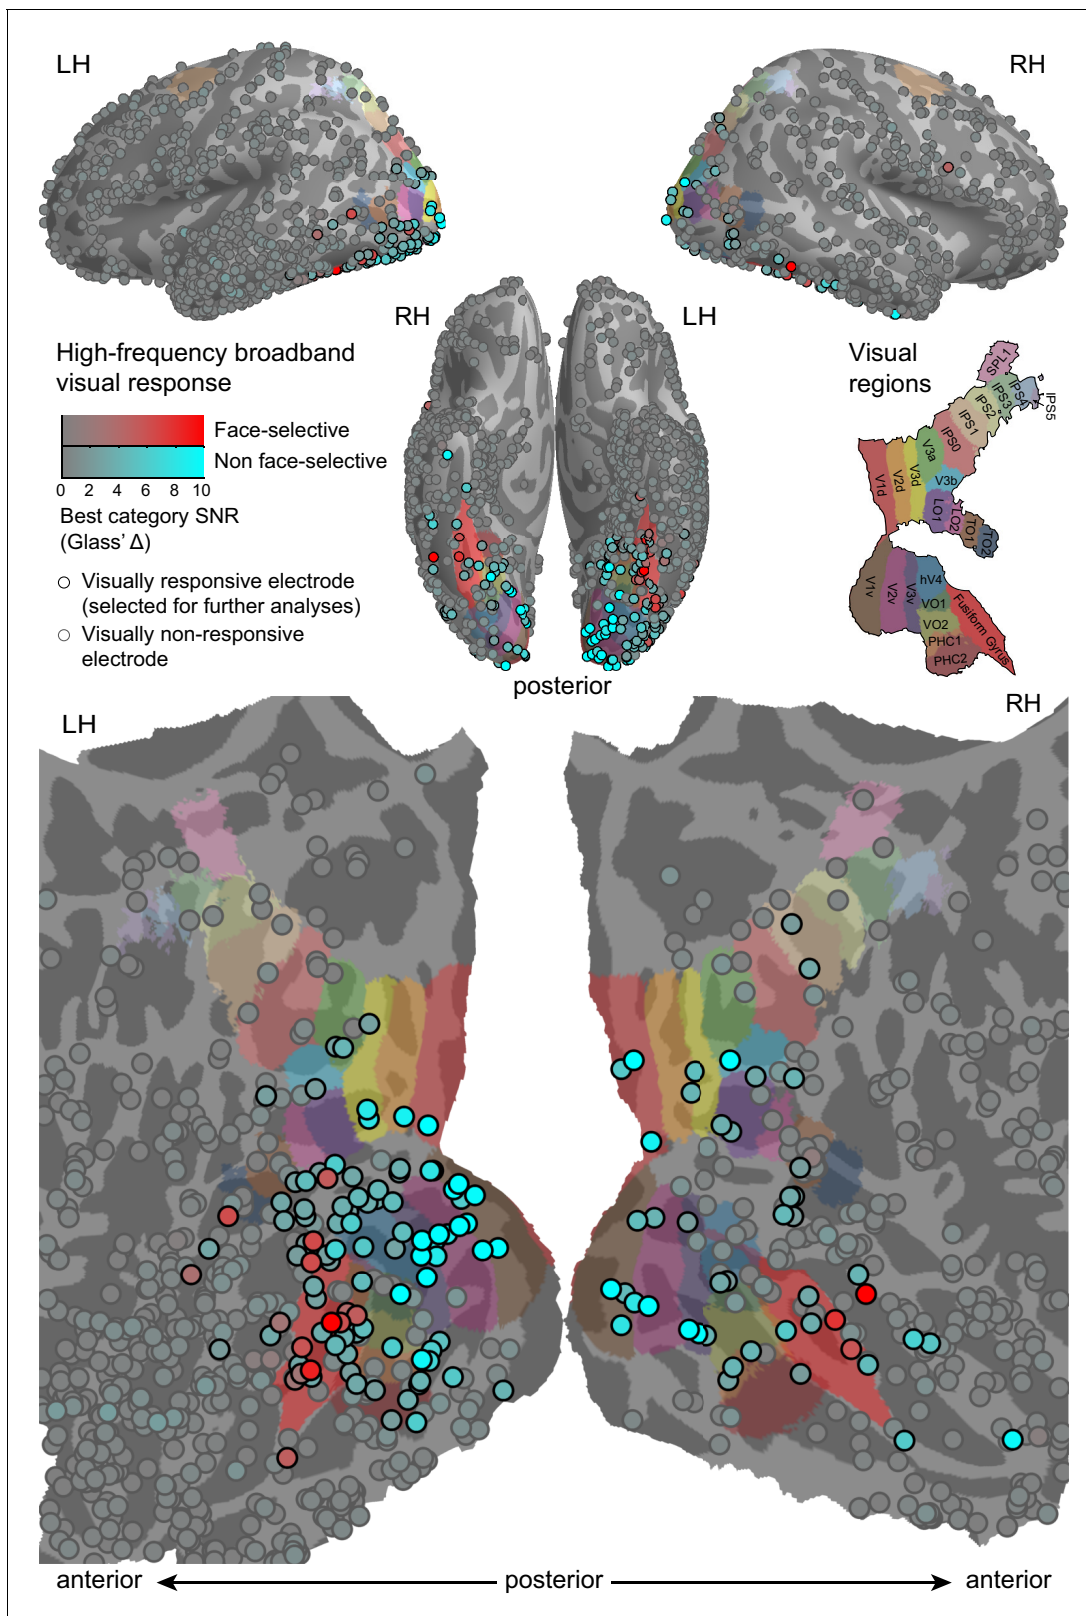 LH
RH
RH
LH
High-frequency broadband
visual response
Face-selective
Non face-selective
0 2 4 6 8 10
Best category SNR
(Glass' Δ)
Visually responsive electrode
(selected for further analyses)
Visually non-responsive
electrode
posterior
Visual
regions
SPL1
IPS5
IPS4
IPS3
IPS2
IPS1
IPS0
V3a
V3b
V1d
V2d
V3d
LO1
LO2
TO1
TO2
V1v
V2v
V3v
hV4
VO1
VO2
PHC1
PHC2
Fusiform Gyrus
LH
RH
anterior
posterior
anterior